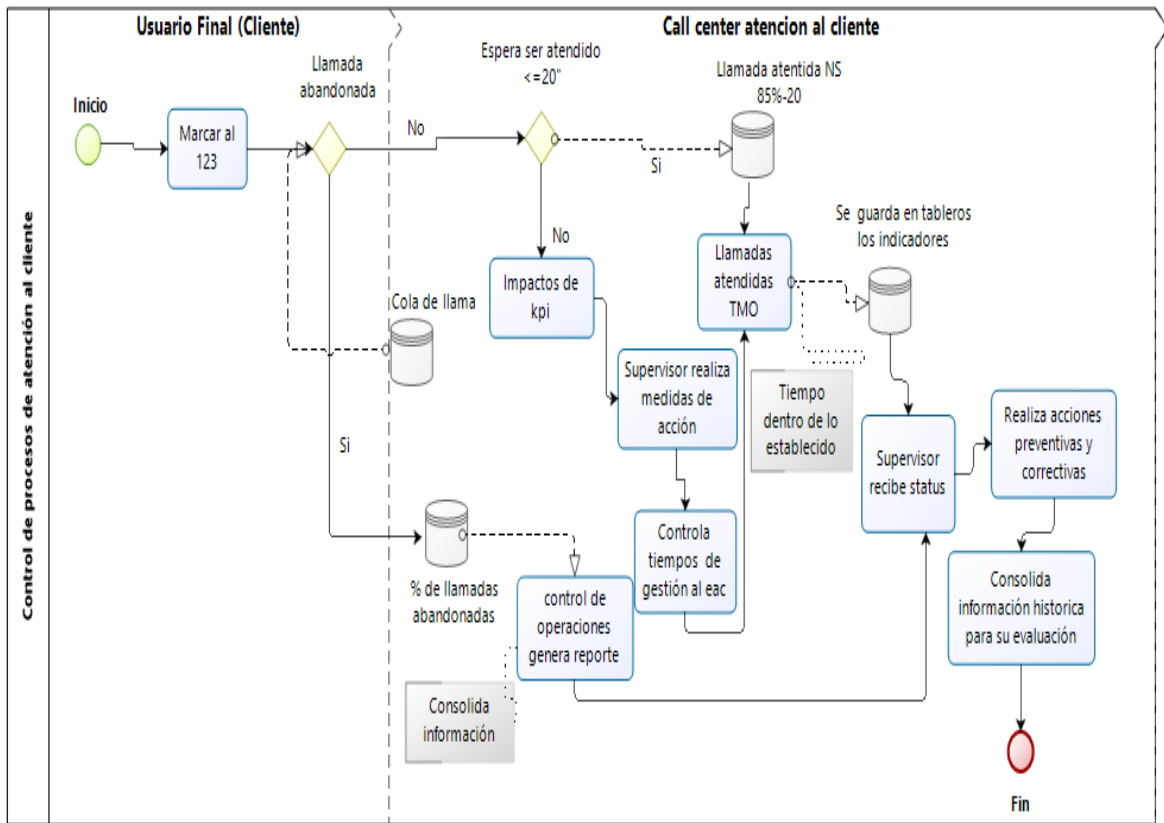 Control de procesos de atención al cliente
Usuario Final (Cliente)
Call center atencion al cliente
Inicio
Marcar al
123
Llamada
abandonada
No
Si
Cola de llama
% de llamadas
abandonadas
Espera ser atendido
<=20"
Si
No
Llamada atentida NS
85%-20
Impactos de
kpi
Supervisor realiza
medidas de
acción
Controla
tiempos de
gestión al eac
Llamadas
atendidas
TMO
Tiempo
dentro de lo
establecido
Se guarda en tableros
los indicadores
control de
operaciones
genera reporte
Consolida
información
Supervisor
recibe status
Realiza acciones
preventivas y
correctivas
Consolida
información historica
para su evaluación
Fin